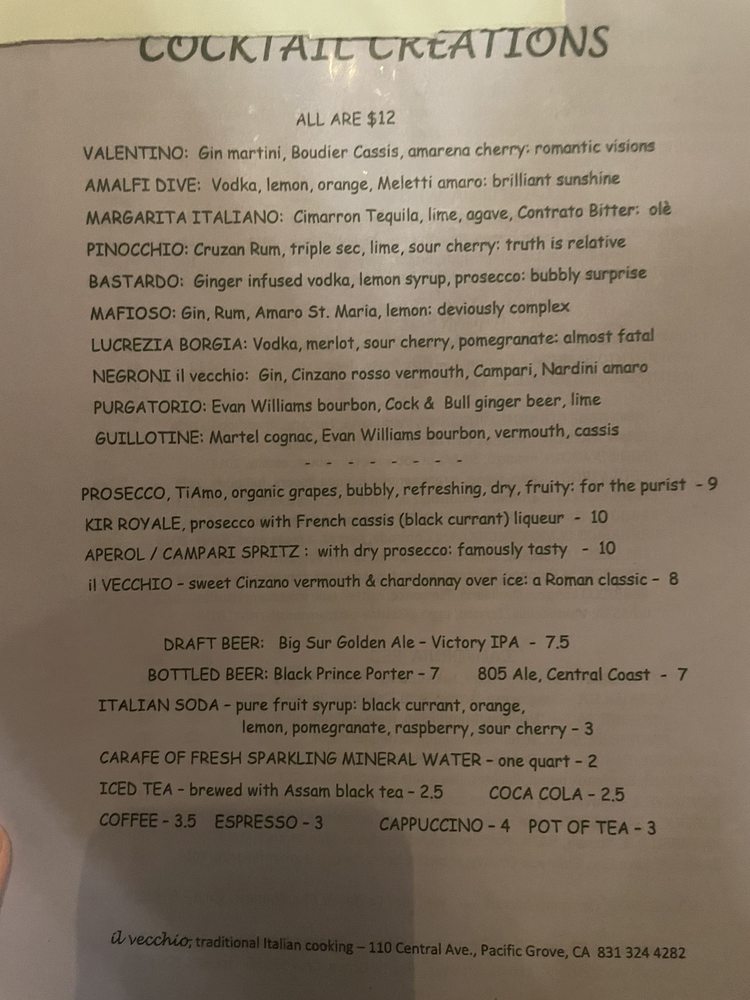 COCKTAIL CREATIONS
ALL ARE $12
VALENTINO: Gin martini, Boudier Cassis, amarena cherry: romantic visions
AMALFI DIVE: Vodka, lemon, orange, Meletti amaro: brilliant sunshine
MARGARITA ITALIANO: Cimarron Tequila, lime, agave, Contrato Bitter: olè
PINOCCHIO: Cruzan Rum, triple sec, lime, sour cherry: truth is relative
BASTARDO: Ginger infused vodka, lemon syrup, prosecco: bubbly surprise
MAFIOSO: Gin, Rum, Amaro St. Maria, lemon: deviously complex
LUCREZIA BORGIA: Vodka, merlot, sour cherry, pomegranate: almost fatal
NEGRONI il vecchio: Gin, Cinzano rosso vermouth, Campari, Nardini amaro
PURGATORIO: Evan Williams bourbon, Cock & Bull ginger beer, lime
GUILLOTINE: Martel cognac, Evan Williams bourbon, vermouth, cassis
- - - - - - - -
PROSECCO, TiAmo, organic grapes, bubbly, refreshing, dry, fruity: for the purist - 9
KIR ROYALE, prosecco with French cassis (black currant) liqueur - 10
APEROL / CAMPARI SPRITZ : with dry prosecco: famously tasty - 10
il VECCHIO – sweet Cinzano vermouth & chardonnay over ice: a Roman classic – 8
DRAFT BEER: Big Sur Golden Ale – Victory IPA - 7.5
BOTTLED BEER: Black Prince Porter – 7 805 Ale, Central Coast - 7
ITALIAN SODA – pure fruit syrup: black currant, orange,
lemon, pomegranate, raspberry, sour cherry – 3
CARAFE OF FRESH SPARKLING MINERAL WATER – one quart – 2
ICED TEA – brewed with Assam black tea – 2.5 COCA COLA – 2.5
COFFEE – 3.5 ESPRESSO – 3 CAPPUCCINO – 4 POT OF TEA – 3
il vecchio, traditional Italian cooking – 110 Central Ave., Pacific Grove, CA 831 324 4282